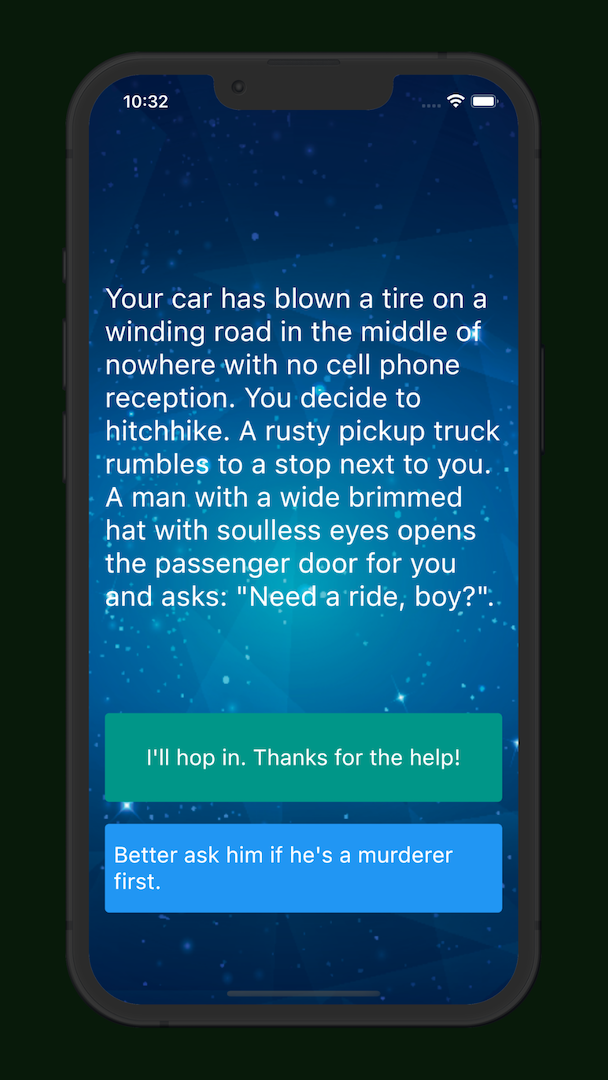 10:32
Your car has blown a tire on a
winding road in the middle of
nowhere with no cell phone
reception. You decide to
hitchhike. A rusty pickup truck
rumbles to a stop next to you.
A man with a wide brimmed
hat with soulless eyes opens
the passenger door for you
and asks: "Need a ride, boy?".
I'll hop in. Thanks for the help!
Better ask him if he's a murderer
first.